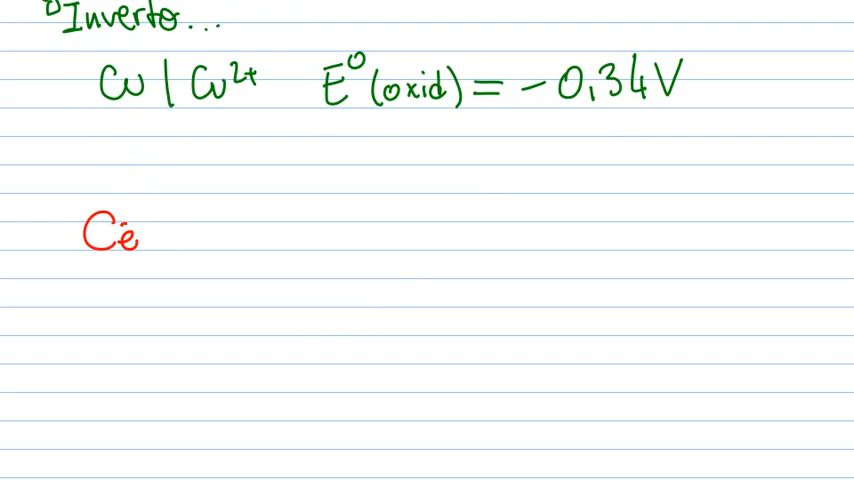 Inverto...
Cu | Cu²⁺ E⁰ (oxid) = -0,34V
Ce